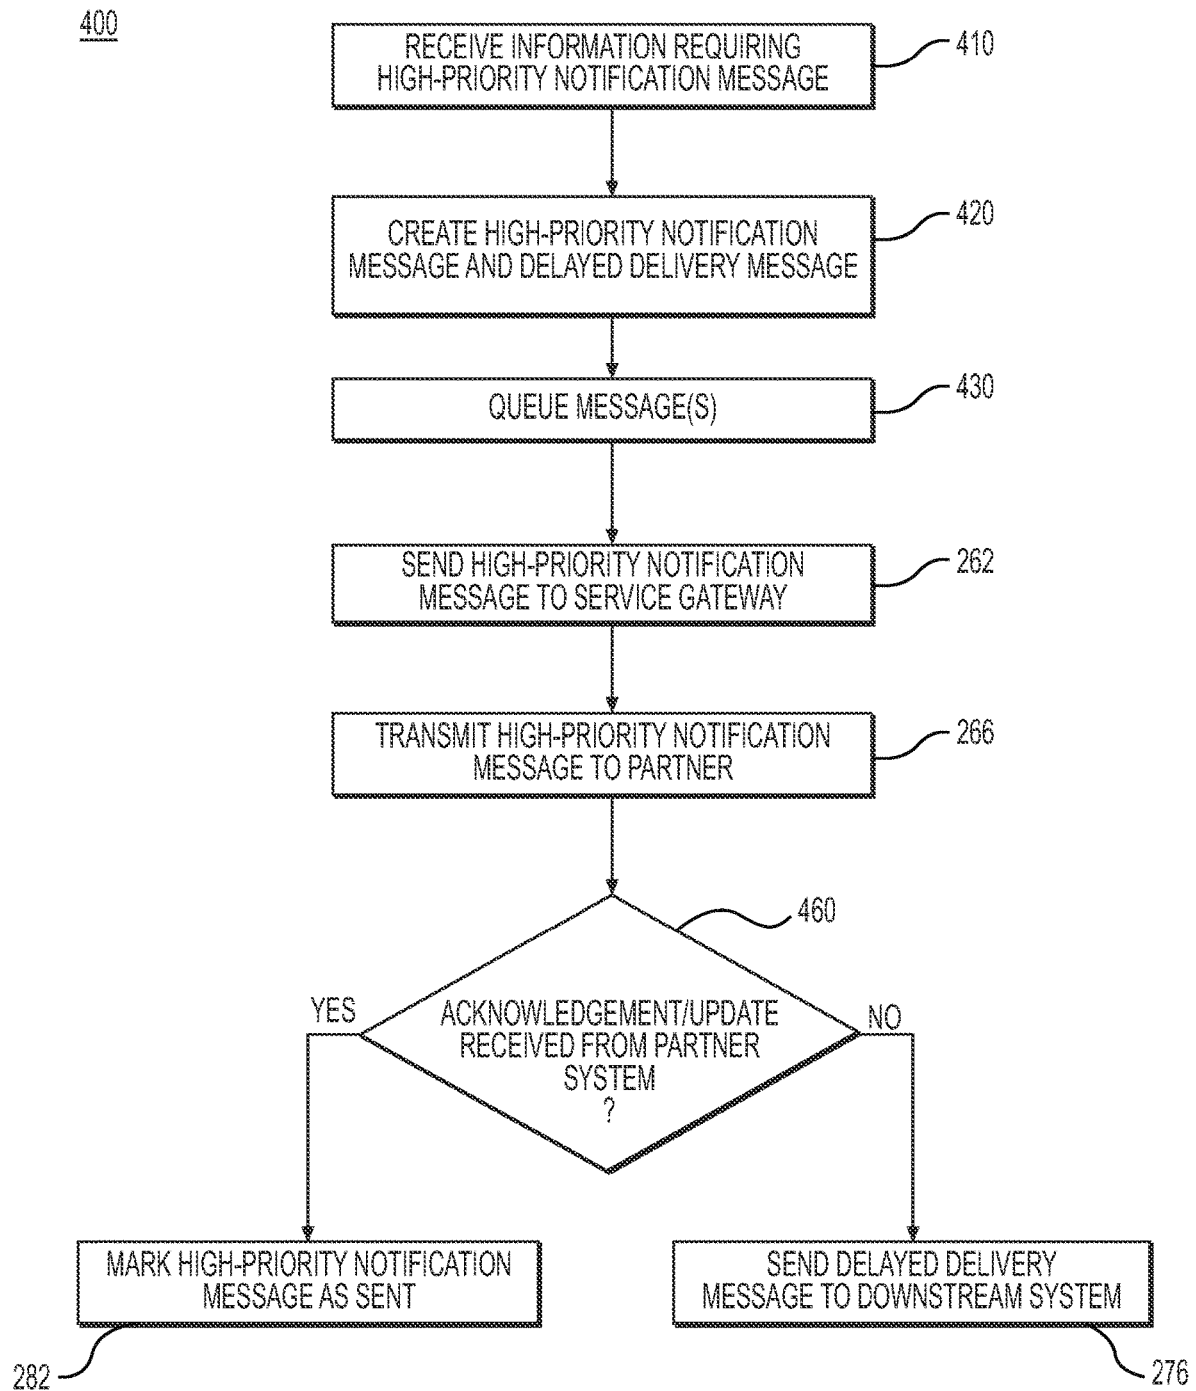 400
RECEIVE INFORMATION REQUIRING
HIGH-PRIORITY NOTIFICATION MESSAGE
410
CREATE HIGH-PRIORITY NOTIFICATION
MESSAGE AND DELAYED DELIVERY MESSAGE
420
QUEUE MESSAGE(S)
430
SEND HIGH-PRIORITY NOTIFICATION
MESSAGE TO SERVICE GATEWAY
262
TRANSMIT HIGH-PRIORITY NOTIFICATION
MESSAGE TO PARTNER
266
460
YES
ACKNOWLEDGEMENT/UPDATE
RECEIVED FROM PARTNER
SYSTEM
?
NO
MARK HIGH-PRIORITY NOTIFICATION
MESSAGE AS SENT
282
SEND DELAYED DELIVERY
MESSAGE TO DOWNSTREAM SYSTEM
276